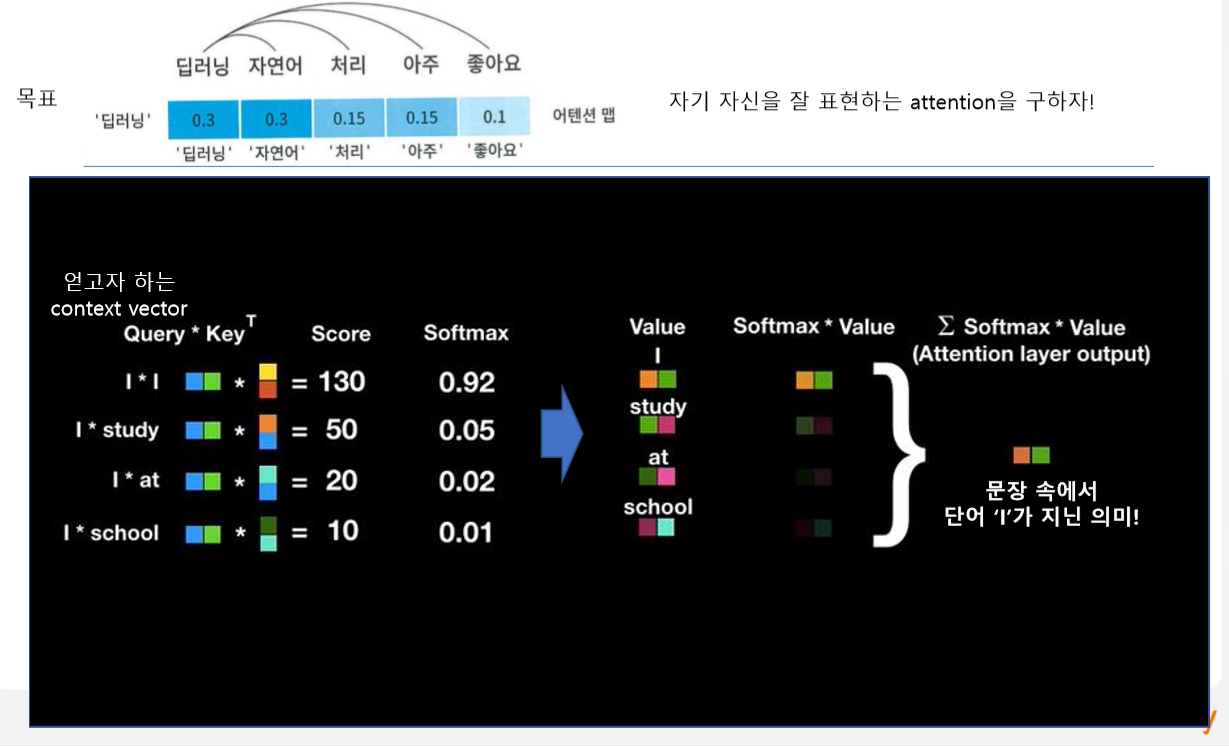 딥러닝 자연어 처리 아주 좋아요
목표
'딥러닝' 0.3 0.3 0.15 0.15 0.1 어텐션 맵
'딥러닝' '자연어' '처리' '아주' '좋아요'
자기 자신을 잘 표현하는 attention을 구하자!
얻고자 하는
context vector
Query * Key T Score Softmax
I * I * = 130 0.92
I * study * = 50 0.05
I * at * = 20 0.02
I * school * = 10 0.01
Value Softmax * Value Σ Softmax * Value
(Attention layer output)
I
study
at
school
}
문장 속에서
단어 'I'가 지닌 의미!
y